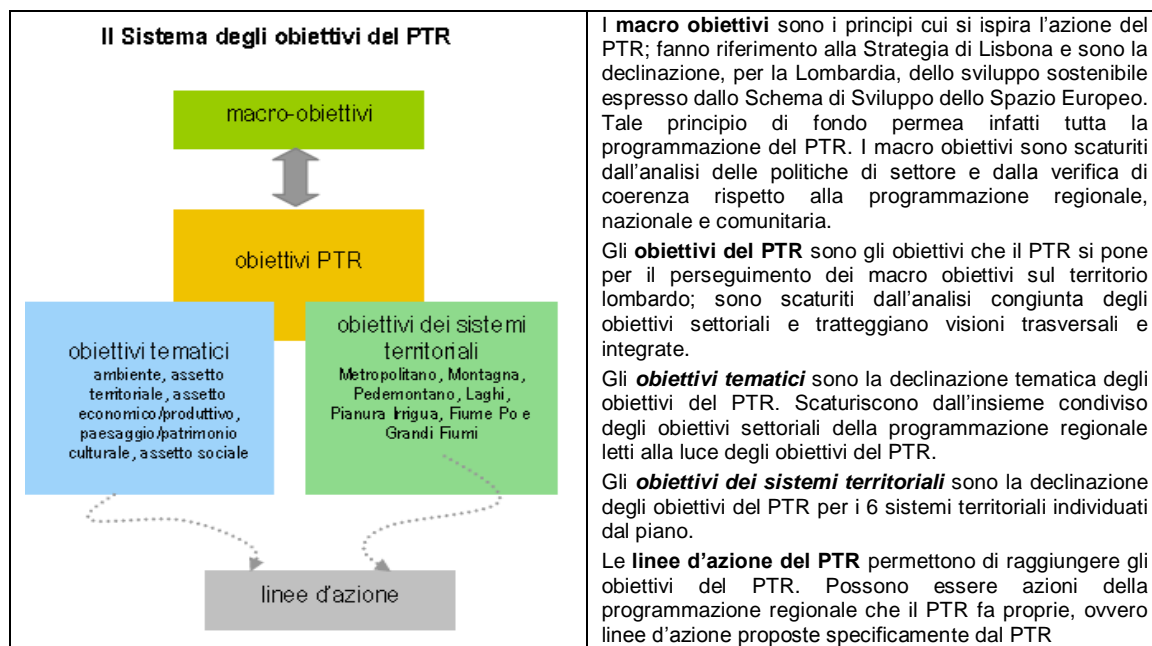 Il Sistema degli obiettivi del PTR
macro-obiettivi
obiettivi PTR
obiettivi tematici
ambiente, assetto
territoriale, assetto
economico/produttivo,
paesaggio/patrimonio
culturale, assetto sociale
obiettivi dei sistemi
territoriali
Metropolitano, Montagna,
Pedemontano, Laghi,
Pianura Irrigua, Fiume Po e
Grandi Fiumi
linee d'azione
I macro obiettivi sono i principi cui si ispira l'azione del
PTR; fanno riferimento alla Strategia di Lisbona e sono la
declinazione, per la Lombardia, dello sviluppo sostenibile
espresso dallo Schema di Sviluppo dello Spazio Europeo.
Tale principio di fondo permea infatti tutta la
programmazione del PTR. I macro obiettivi sono scaturiti
dall'analisi delle politiche di settore e dalla verifica di
coerenza rispetto alla programmazione regionale,
nazionale e comunitaria.
Gli obiettivi del PTR sono gli obiettivi che il PTR si pone
per il perseguimento dei macro obiettivi sul territorio
lombardo; sono scaturiti dall'analisi congiunta degli
obiettivi settoriali e tratteggiano visioni trasversali e
integrate.
Gli obiettivi tematici sono la declinazione tematica degli
obiettivi del PTR. Scaturiscono dall'insieme condiviso
degli obiettivi settoriali della programmazione regionale
letti alla luce degli obiettivi del PTR.
Gli obiettivi dei sistemi territoriali sono la declinazione
degli obiettivi del PTR per i 6 sistemi territoriali individuati
dal piano.
Le linee d'azione del PTR permettono di raggiungere gli
obiettivi del PTR. Possono essere azioni della
programmazione regionale che il PTR fa proprie, ovvero
linee d'azione proposte specificamente dal PTR